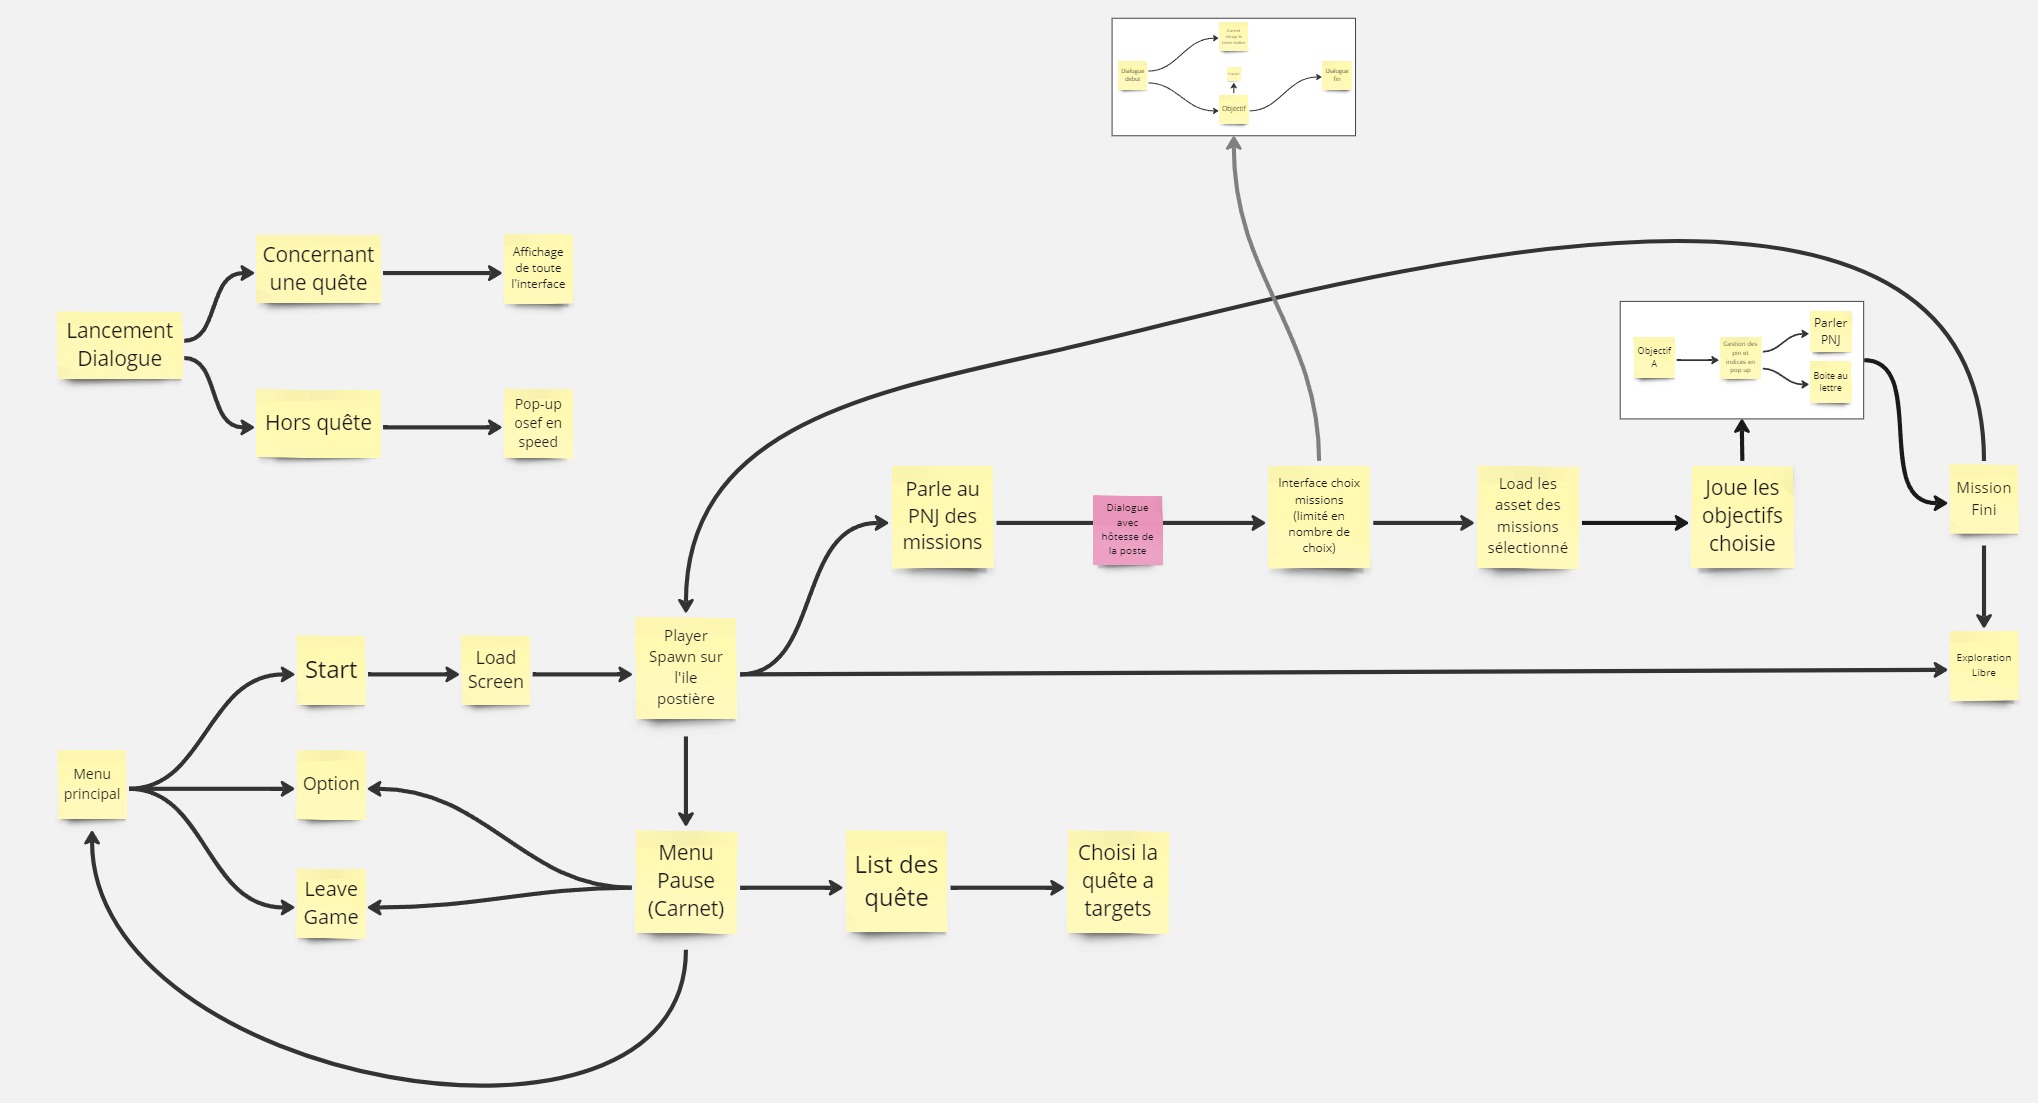 Carnet
Dialogue
début
Dialogue
fin
Objectif
Concernant
une quête
Affichage
de toute
l'interface
Lancement
Dialogue
Hors quête
Pop-up
osef en
speed
Parler
PNJ
Objectif
A
Gestion des
pin et
indices en
pop up
Boite au
lettre
Parle au
PNJ des
missions
Dialogue
avec
hôtesse de
la poste
Interface choix
missions
(limité en
nombre de
choix)
Load les
asset des
missions
sélectionné
Joue les
objectifs
choisie
Mission
Fini
Start
Load
Screen
Player
Spawn sur
l'ile
postière
Exploration
Libre
Menu
principal
Option
Leave
Game
Menu
Pause
(Carnet)
List des
quête
Choisi la
quête a
targets